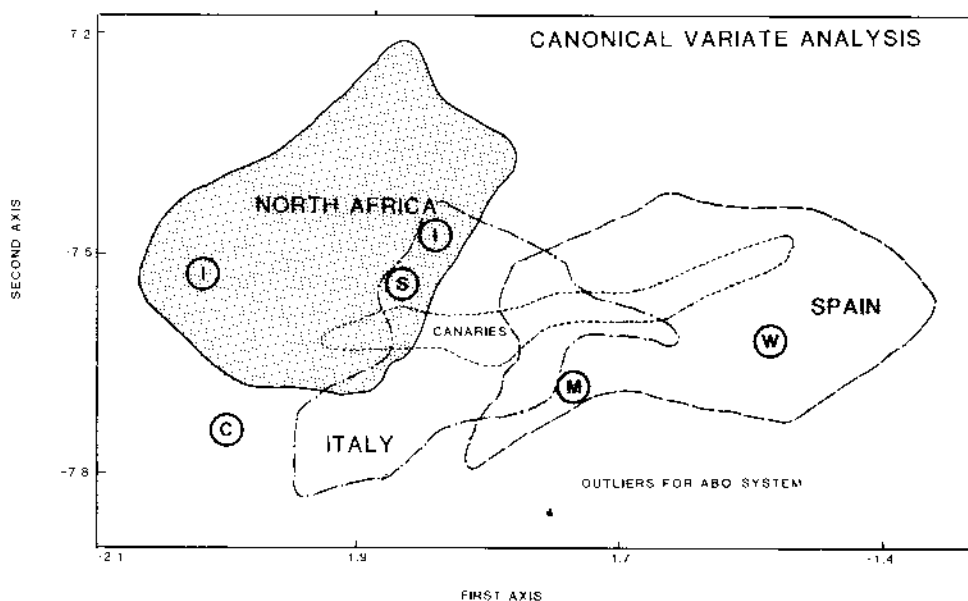 CANONICAL VARIATE ANALYSIS
7 2
NORTH AFRICA
I
I
S
-7 5
SECOND AXIS
CANARIES
SPAIN
W
M
C
ITALY
-7 8
OUTLIERS FOR ABO SYSTEM
-2 1
1.9
1.7
-1.4
FIRST AXIS